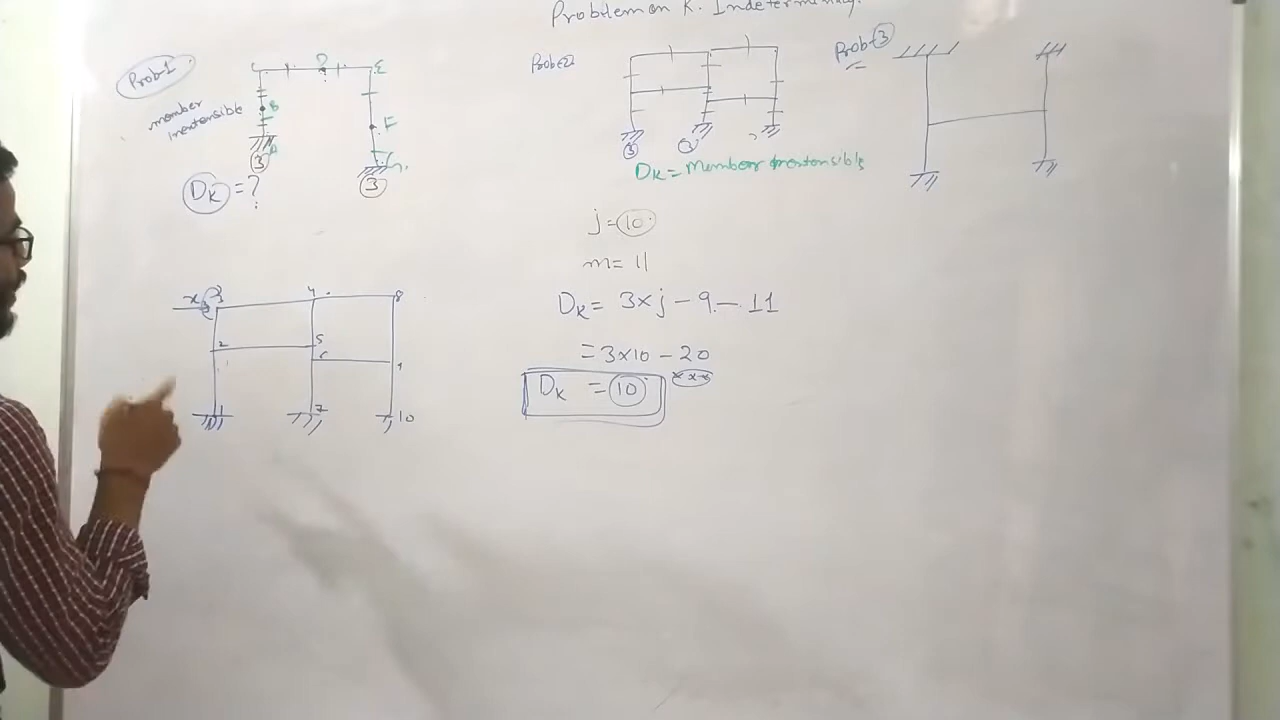 Problem on K. Indeterminacy.
Prob-1
C D E
member
inextensible
B
F
A
G
3
3
DK = ?
Prob-2
3 3
DK = Member Inextensible
Prob-3
j = 10
m = 11
DK = 3×j - 9 - 11
= 3×10 - 20
DK = 10
×××
x 3 4 8
2 5
6 9
1 7 10